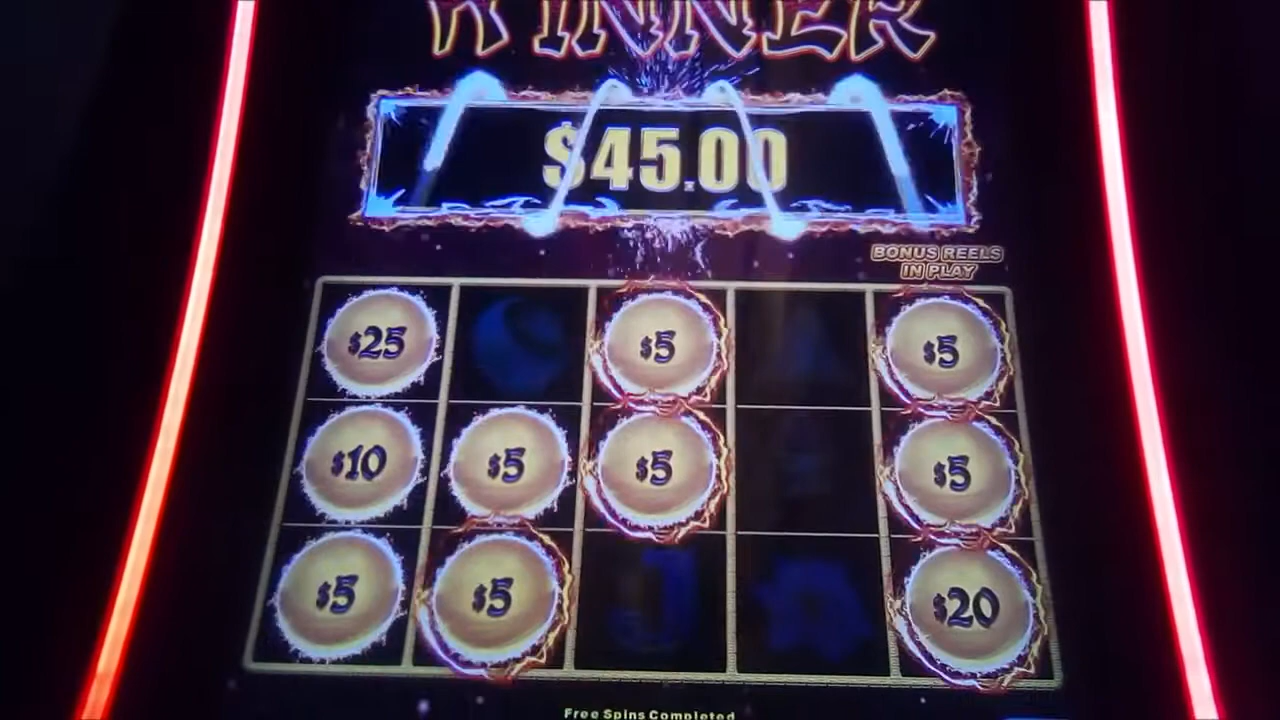 WINNER
$45.00
BONUS REELS
IN PLAY
$25 $5 $5
$10 $5 $5 $5
$5 $5 J $20
Free Spins Completed